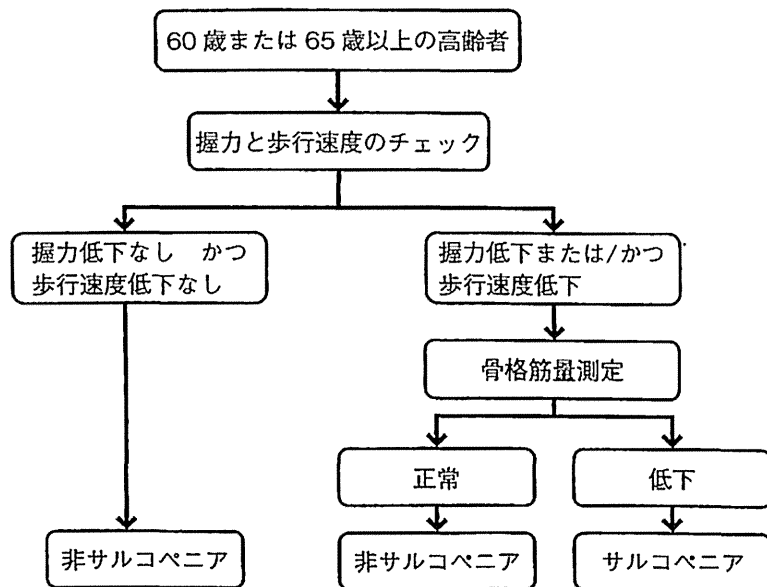 60歳または65歳以上の高齢者
握力と歩行速度のチェック
握力低下なし かつ
歩行速度低下なし
握力低下または/かつ
歩行速度低下
骨格筋量測定
正常
低下
非サルコペニア
非サルコペニア
サルコペニア